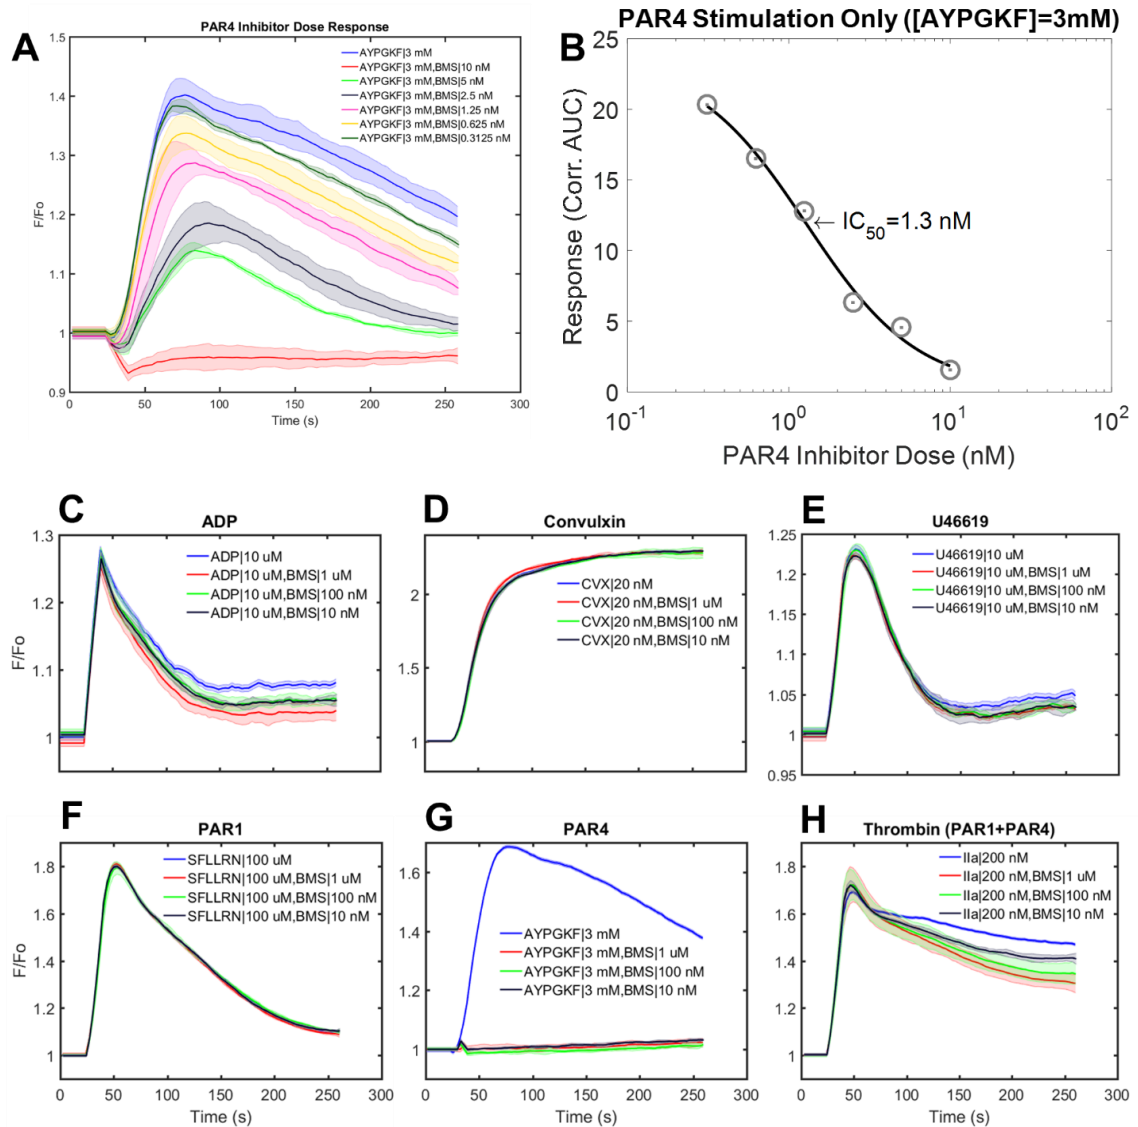 A
PAR4 Inhibitor Dose Response
AYPGKF|3 mM
AYPGKF|3 mM,BMS|10 nM
AYPGKF|3 mM,BMS|5 nM
AYPGKF|3 mM,BMS|2.5 nM
AYPGKF|3 mM,BMS|1.25 nM
AYPGKF|3 mM,BMS|0.625 nM
AYPGKF|3 mM,BMS|0.3125 nM
1.5
1.4
1.3
1.2
1.1
1
0.9
F/Fo
0 50 100 150 200 250 300
Time (s)
B
PAR4 Stimulation Only ([AYPGKF]=3mM)
25
20
15
10
5
0
Response (Corr. AUC)
← IC50=1.3 nM
10^-1 10^0 10^1 10^2
PAR4 Inhibitor Dose (nM)
C
ADP
ADP|10 uM
ADP|10 uM,BMS|1 uM
ADP|10 uM,BMS|100 nM
ADP|10 uM,BMS|10 nM
1.3
1.2
1.1
1
F/Fo
D
Convulxin
CVX|20 nM
CVX|20 nM,BMS|1 uM
CVX|20 nM,BMS|100 nM
CVX|20 nM,BMS|10 nM
2
1.5
1
E
U46619
U46619|10 uM
U46619|10 uM,BMS|1 uM
U46619|10 uM,BMS|100 nM
U46619|10 uM,BMS|10 nM
1.25
1.2
1.15
1.1
1.05
1
0.95
F
PAR1
SFLLRN|100 uM
SFLLRN|100 uM,BMS|1 uM
SFLLRN|100 uM,BMS|100 nM
SFLLRN|100 uM,BMS|10 nM
1.8
1.6
1.4
1.2
1
F/Fo
0 50 100 150 200 250 300
Time (s)
G
PAR4
AYPGKF|3 mM
AYPGKF|3 mM,BMS|1 uM
AYPGKF|3 mM,BMS|100 nM
AYPGKF|3 mM,BMS|10 nM
1.6
1.4
1.2
1
0 50 100 150 200 250 300
Time (s)
H
Thrombin (PAR1+PAR4)
IIa|200 nM
IIa|200 nM,BMS|1 uM
IIa|200 nM,BMS|100 nM
IIa|200 nM,BMS|10 nM
1.8
1.6
1.4
1.2
1
0 50 100 150 200 250 300
Time (s)